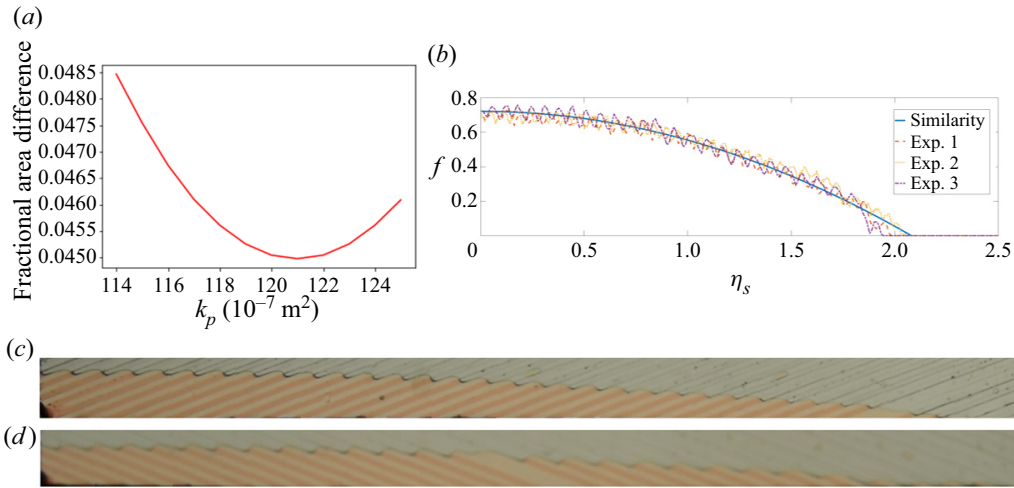 (a)
Fractional area difference
0.0485
0.0480
0.0475
0.0470
0.0465
0.0460
0.0455
0.0450
114 116 118 120 122 124
k_p (10^−7 m^2)
(b)
f
0.8
0.6
0.4
0.2
0 0.5 1.0 1.5 2.0 2.5
η_s
Similarity
Exp. 1
Exp. 2
Exp. 3
(c)
(d)